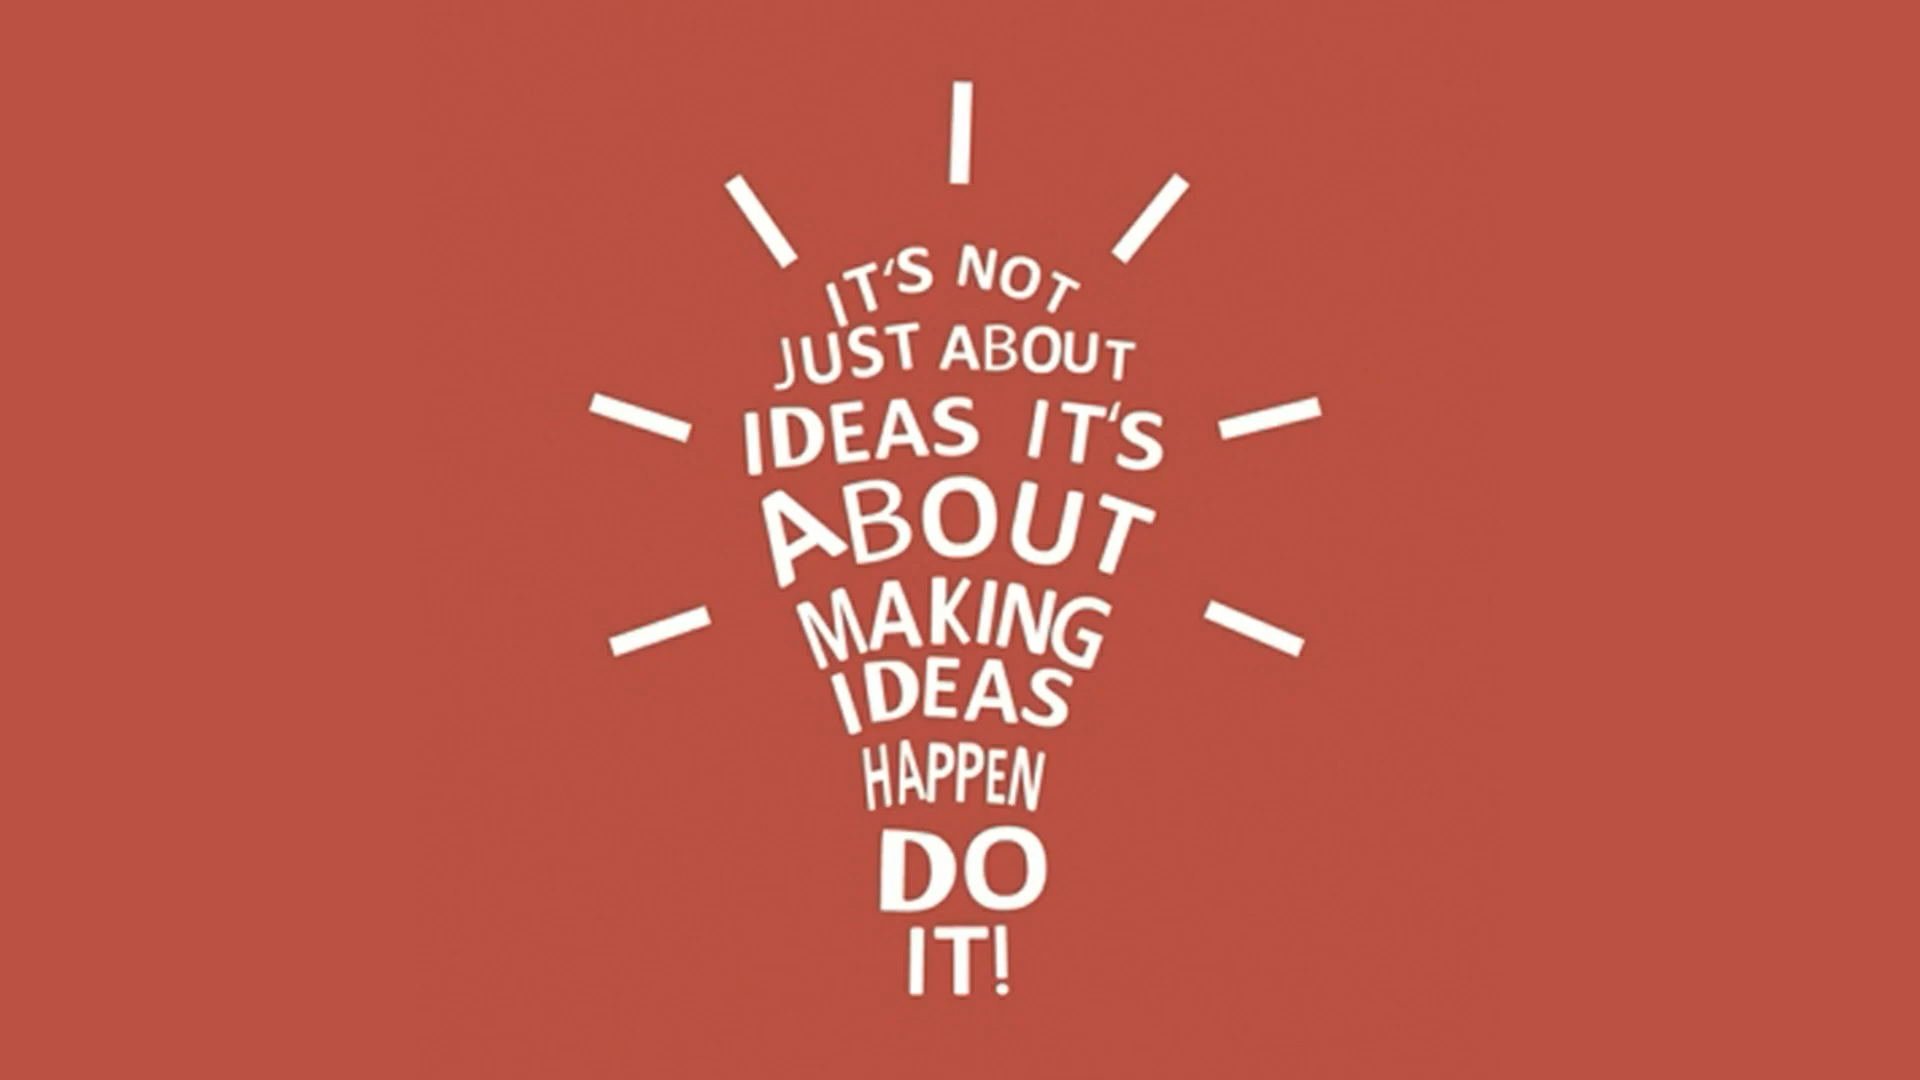 IT'S NOT
JUST ABOUT
IDEAS IT'S
ABOUT
MAKING
IDEAS
HAPPEN
DO
IT!